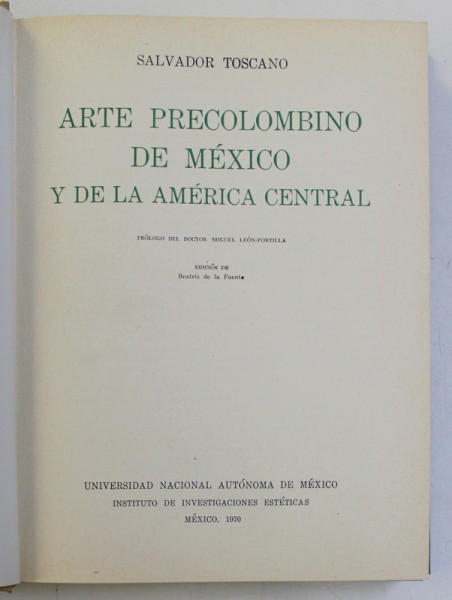 SALVADOR TOSCANO
ARTE PRECOLOMBINO
DE MÉXICO
Y DE LA AMÉRICA CENTRAL
PRÓLOGO DEL DOCTOR MIGUEL LEÓN-PORTILLA
EDICIÓN DE
Beatriz de la Fuente
UNIVERSIDAD NACIONAL AUTÓNOMA DE MÉXICO
INSTITUTO DE INVESTIGACIONES ESTÉTICAS
MÉXICO, 1970